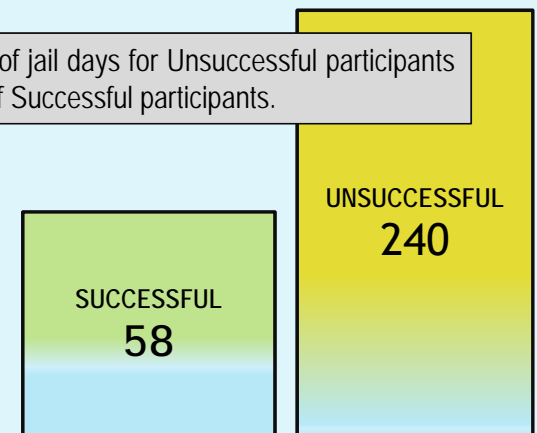 of jail days for Unsuccessful participants
f Successful participants.
UNSUCCESSFUL
240
SUCCESSFUL
58